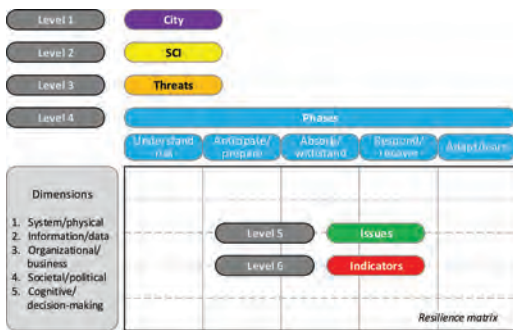 Level 1 City
Level 2 SCI
Level 3 Threats
Level 4 Phases
Understand Anticipate/ Absorb/ Respond/ Adapt/learn
risk prepare withstand recover
Dimensions
1. System/physical
2. Information/data
3. Organizational/
business
4. Societal/political
5. Cognitive/
decision-making
Level 5 Issues
Level 6 Indicators
Resilience matrix